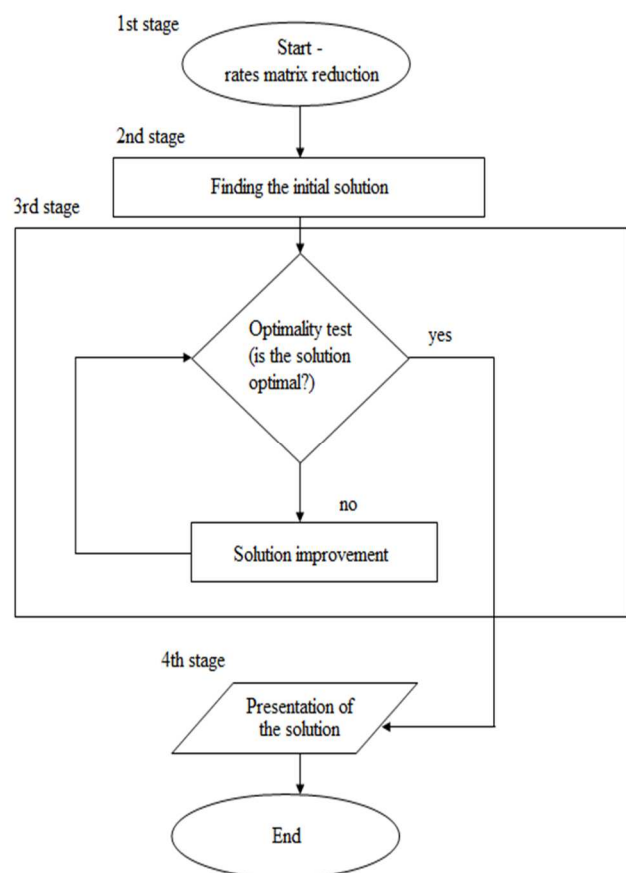 1st stage
Start -
rates matrix reduction
2nd stage
Finding the initial solution
3rd stage
Optimality test
(is the solution
optimal?)
yes
no
Solution improvement
4th stage
Presentation of
the solution
End